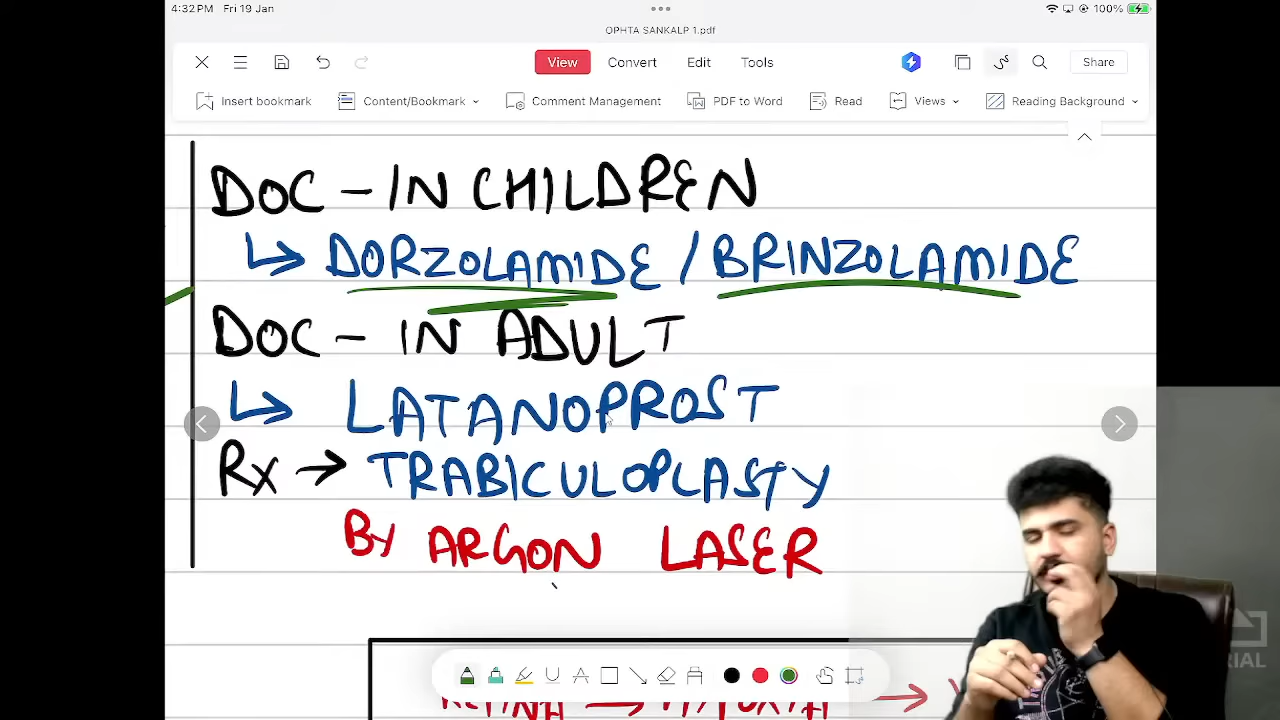 4:32 PM Fri 19 Jan
100%
OPHTA SANKALP 1.pdf
View Convert Edit Tools
Share
Insert bookmark Content/Bookmark Comment Management PDF to Word Read Views Reading Background
DOC - IN CHILDREN
↳ DORZOLAMIDE / BRINZOLAMIDE
DOC - IN ADULT
↳ LATANOPROST
Rx → TRABICULOPLASTY
By ARGON LASER
RETINA →